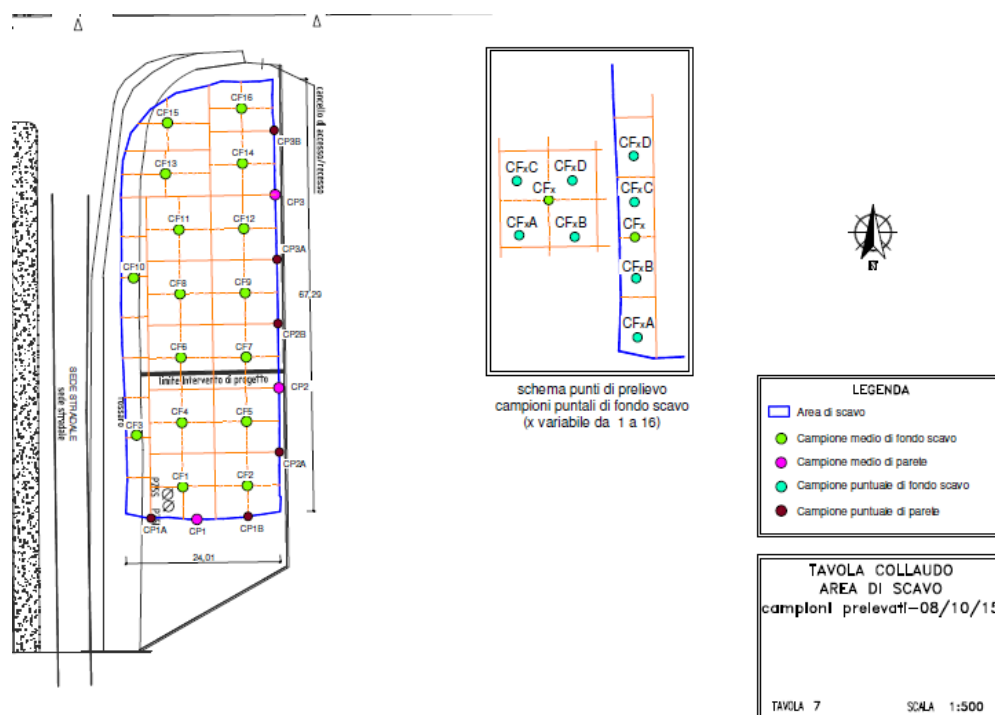 CF16
CF15
CP3B
CF14
CF13
cancello di accesso/recesso
CP3
CF11
CF12
CP3A
CF10
CF8
CF9
67,29
CP2B
CF6
CF7
limite intervento di progetto
CP2
SEDE STRADALE
sede stradale
fossaro
CF4
CF5
CF3
CP2A
CF1
CF2
CP1A
CP1
CP1B
24,01
CFxC
CFxD
CFx
CFxA
CFxB
CFxD
CFxC
CFx
CFxB
CFxA
schema punti di prelievo
campioni puntali di fondo scavo
(x variabile da 1 a 16)
LEGENDA
Area di scavo
Campione medio di fondo scavo
Campione medio di parete
Campione puntuale di fondo scavo
Campione puntuale di parete
TAVOLA COLLAUDO
AREA DI SCAVO
campioni prelevati-08/10/15
TAVOLA 7
SCALA 1:500